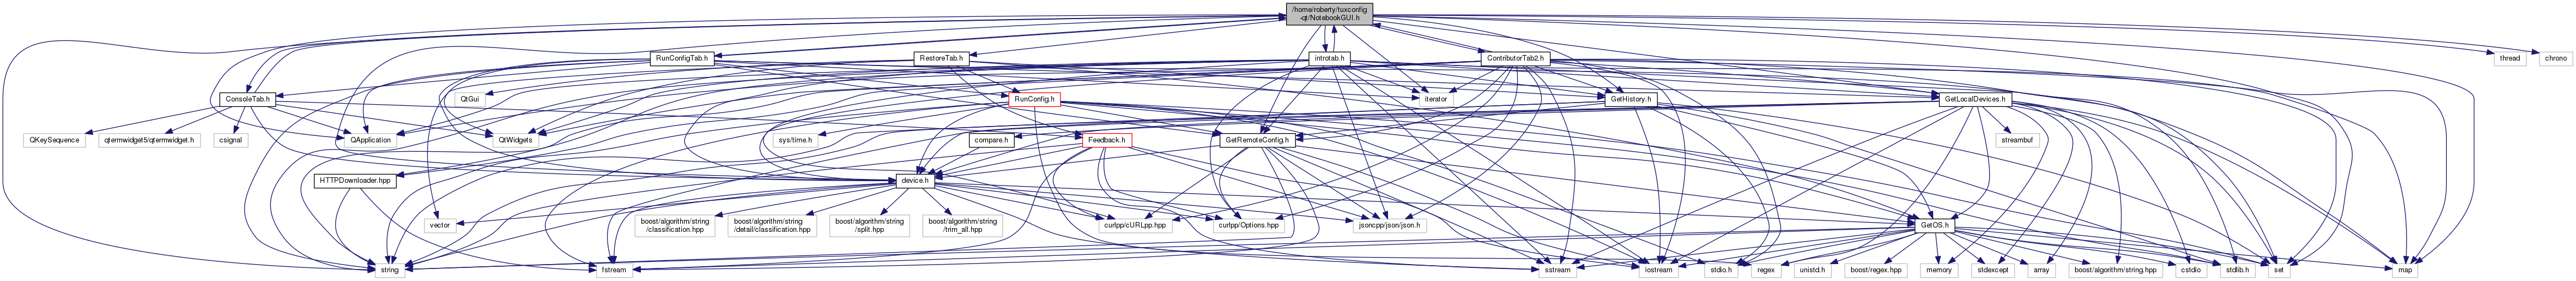 /home/roberty/tuxconfig
-qt/NotebookGUI.h
RunConfigTab.h
RestoreTab.h
introtab.h
ContributorTab2.h
thread
chrono
ConsoleTab.h
QtGui
RunConfig.h
iterator
GetHistory.h
GetLocalDevices.h
QKeySequence
qtermwidget5/qtermwidget.h
csignal
QApplication
QtWidgets
sys/time.h
compare.h
Feedback.h
GetRemoteConfig.h
streambuf
HTTPDownloader.hpp
device.h
vector
boost/algorithm/string
/classification.hpp
boost/algorithm/string
/detail/classification.hpp
boost/algorithm/string
/split.hpp
boost/algorithm/string
/trim_all.hpp
curlpp/cURLpp.hpp
curlpp/Options.hpp
jsoncpp/json/json.h
GetOS.h
string
fstream
sstream
iostream
stdio.h
regex
unistd.h
boost/regex.hpp
memory
stdexcept
array
boost/algorithm/string.hpp
cstdio
stdlib.h
set
map